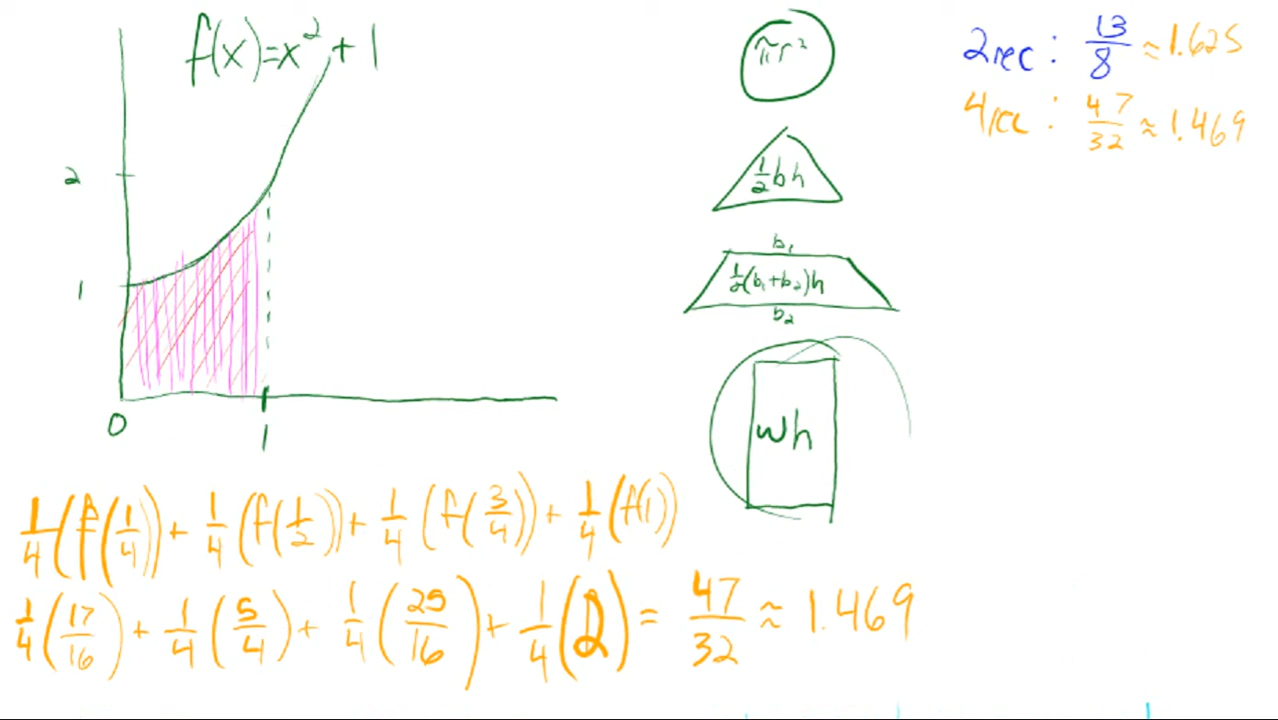 f(x)=x²+1
2
1
0
1
πr²
½bh
b₁
½(b₁+b₂)h
b₂
wh
2rec: 13/8 ≈ 1.625
4rec: 47/32 ≈ 1.469
1/4(f(1/4)) + 1/4(f(1/2)) + 1/4(f(3/4)) + 1/4(f(1))
1/4(17/16) + 1/4(5/4) + 1/4(25/16) + 1/4(2) = 47/32 ≈ 1.469